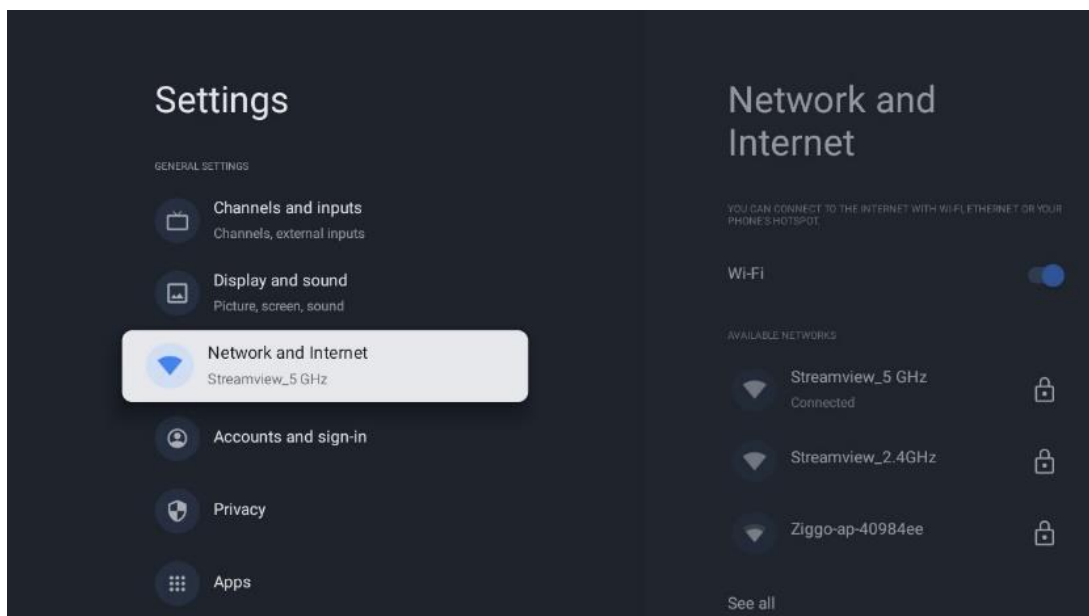 Settings
GENERAL SETTINGS
Channels and inputs
Channels, external inputs
Display and sound
Picture, screen, sound
Network and Internet
Streamview_5 GHz
Accounts and sign-in
Privacy
Apps
Network and
Internet
YOU CAN CONNECT TO THE INTERNET WITH WI-FI, ETHERNET OR YOUR
PHONE'S HOTSPOT.
Wi-Fi
AVAILABLE NETWORKS
Streamview_5 GHz
Connected
Streamview_2.4GHz
Ziggo-ap-40984ee
See all